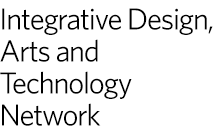 Integrative Design,
Arts and
Technology
Network